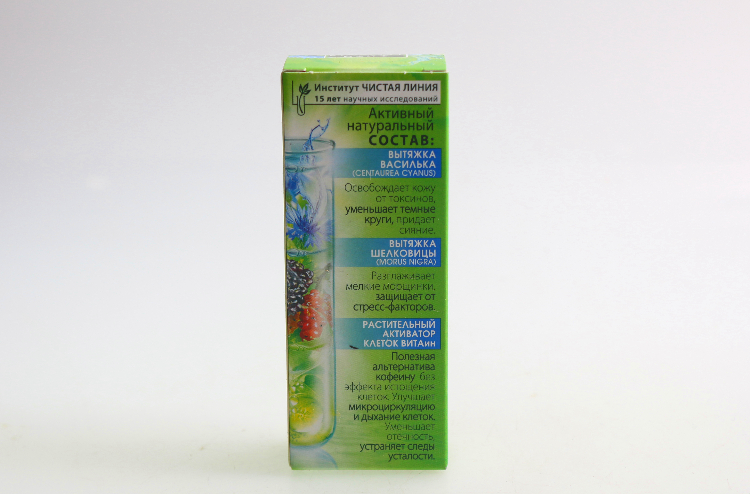 Институт ЧИСТАЯ ЛИНИЯ
15 лет научных исследований
Активный
натуральный
СОСТАВ:
ВЫТЯЖКА
ВАСИЛЬКА
(CENTAUREA CYANUS)
Освобождает кожу
от токсинов,
уменьшает темные
круги, придает
сияние.
ВЫТЯЖКА
ШЕЛКОВИЦЫ
(MORUS NIGRA)
Разглаживает
мелкие морщинки,
защищает от
стресс-факторов.
РАСТИТЕЛЬНЫЙ
АКТИВАТОР
КЛЕТОК ВИТАин
Полезная
альтернатива
кофеину без
эффекта истощения
клеток. Улучшает
микроциркуляцию
и дыхание клеток.
Уменьшает
отечность,
устраняет следы
усталости.